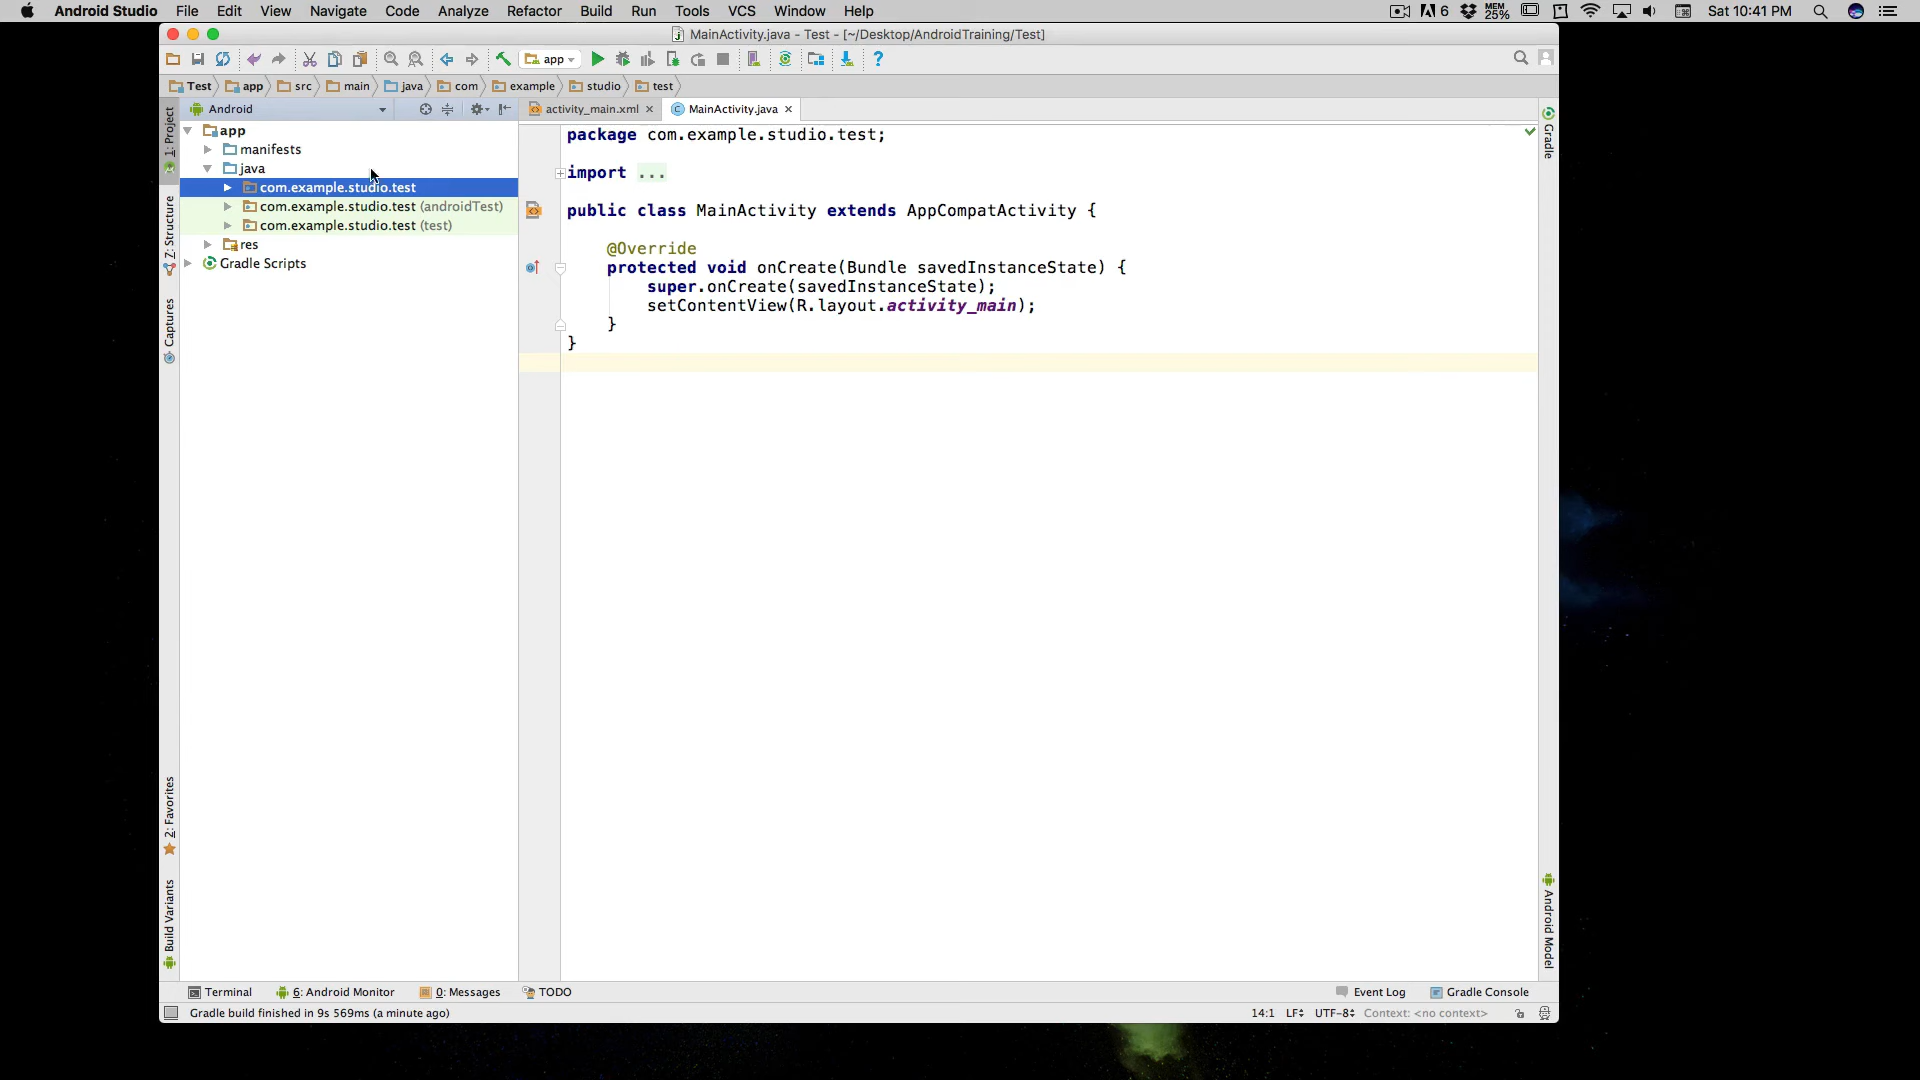 Android Studio File Edit View Navigate Code Analyze Refactor Build Run Tools VCS Window Help 6 MEM 25% Sat 10:41 PM
MainActivity.java - Test - [~/Desktop/AndroidTraining/Test]
app
Test app src main java com example studio test
Android
activity_main.xml MainActivity.java
app
manifests
java
com.example.studio.test
com.example.studio.test (androidTest)
com.example.studio.test (test)
res
Gradle Scripts
1: Project
7: Structure
Captures
2: Favorites
Build Variants
package com.example.studio.test;
import ...
public class MainActivity extends AppCompatActivity {
@Override
protected void onCreate(Bundle savedInstanceState) {
super.onCreate(savedInstanceState);
setContentView(R.layout.activity_main);
}
}
Gradle
Android Model
Terminal 6: Android Monitor 0: Messages TODO Event Log Gradle Console
Gradle build finished in 9s 569ms (a minute ago) 14:1 LF UTF-8 Context: <no context>